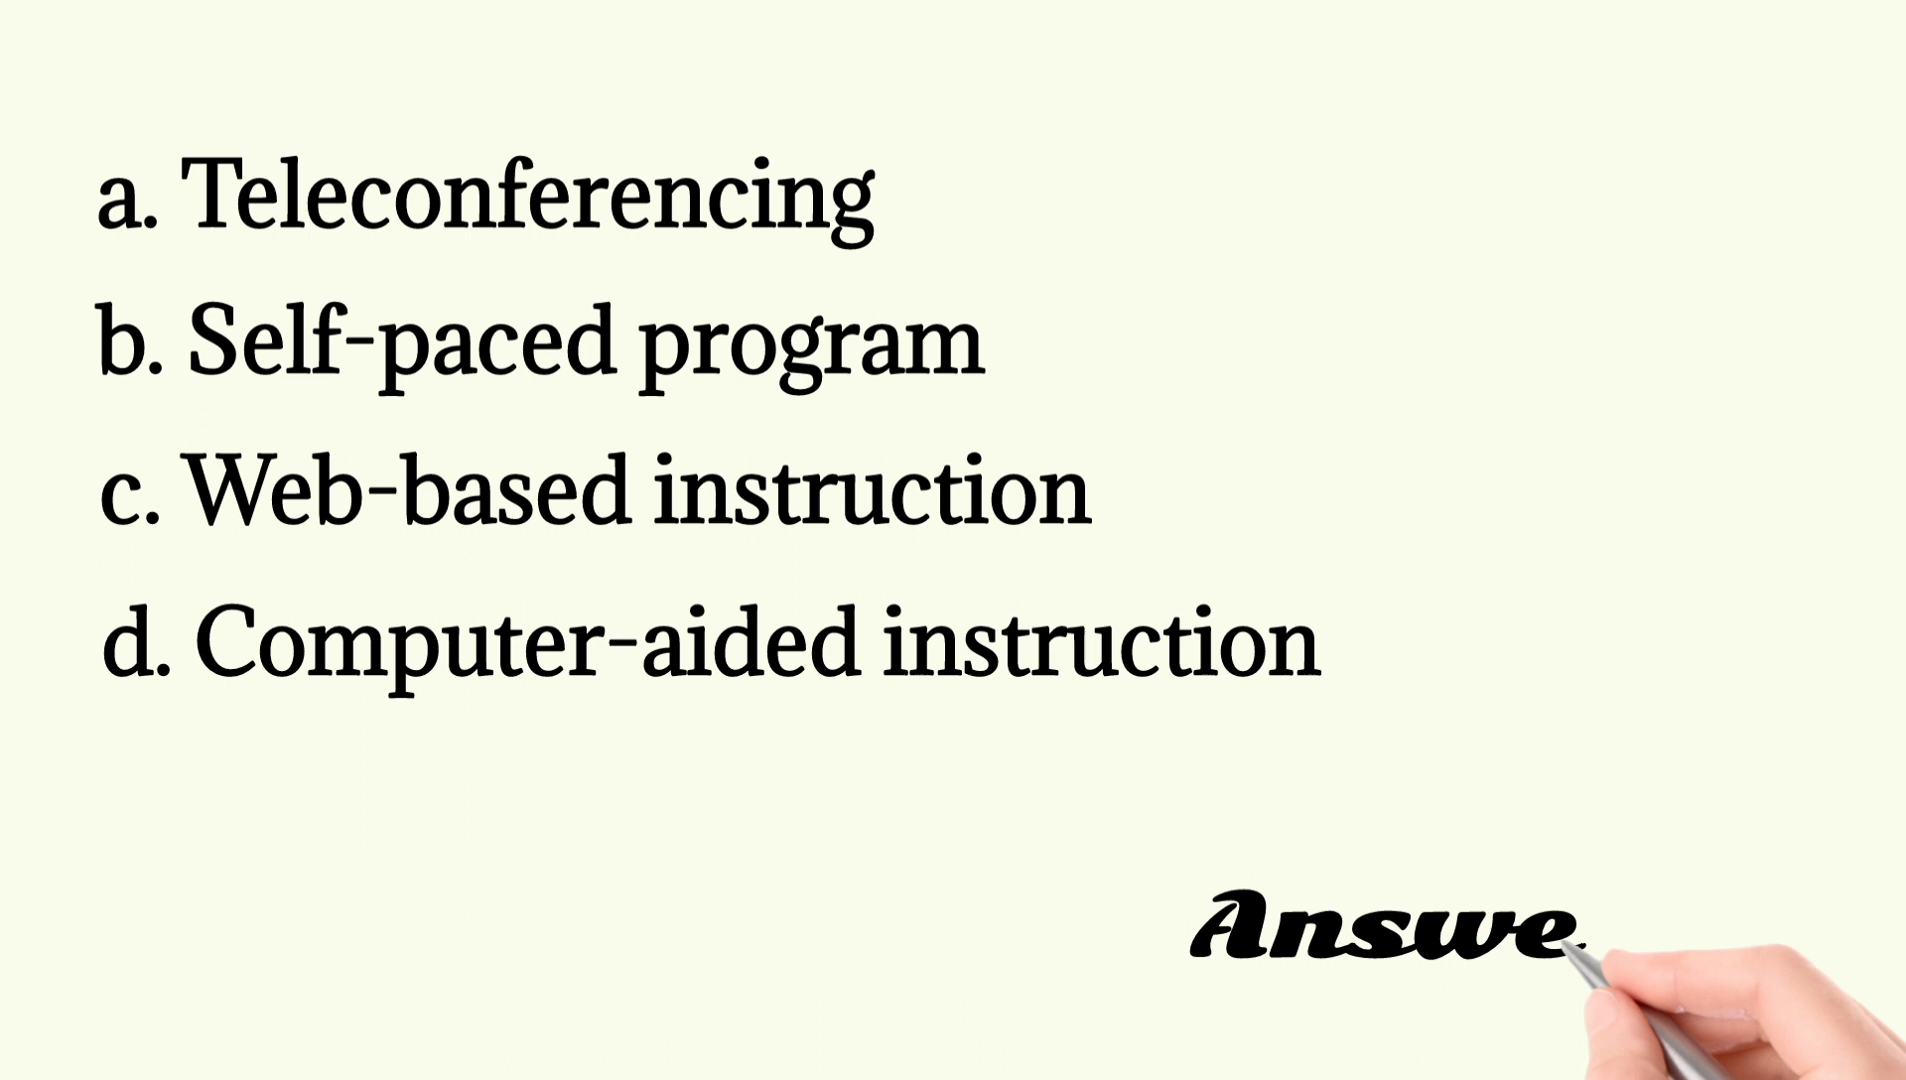 a. Teleconferencing
b. Self-paced program
c. Web-based instruction
d. Computer-aided instruction
Answe